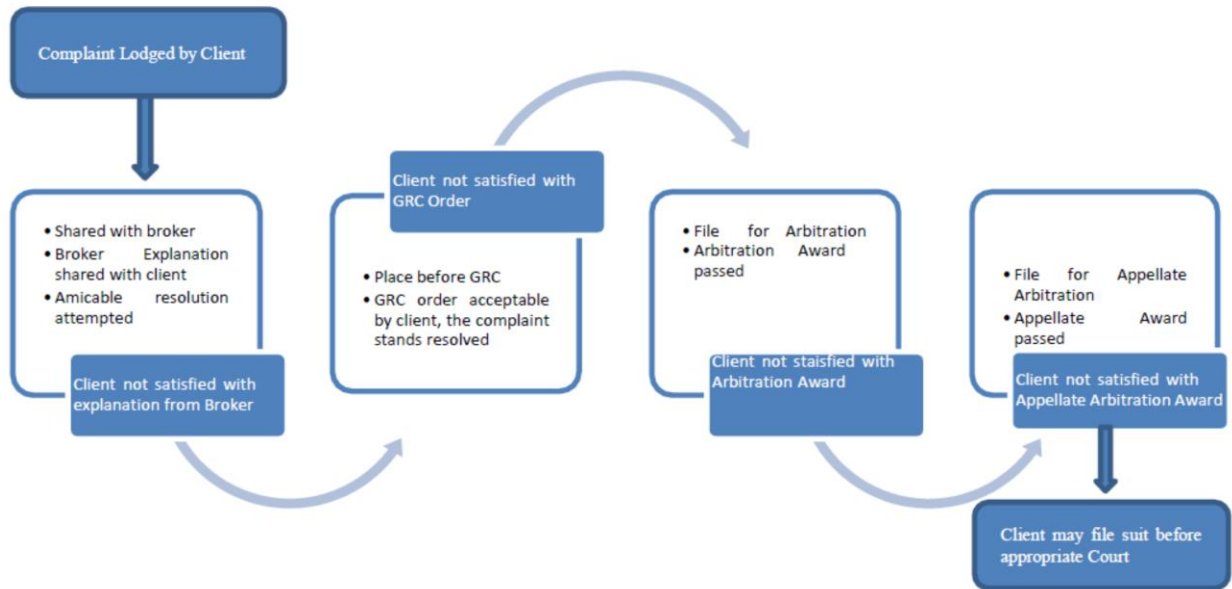 Complaint Lodged by Client
• Shared with broker
• Broker Explanation
shared with client
• Amicable resolution
attempted
Client not satisfied with
explanation from Broker
Client not satisfied with
GRC Order
• Place before GRC
• GRC order acceptable
by client, the complaint
stands resolved
• File for Arbitration
• Arbitration Award
passed
Client not staisfied with
Arbitration Award
• File for Appellate
Arbitration
• Appellate Award
passed
Client not satisfied with
Appellate Arbitration Award
Client may file suit before
appropriate Court